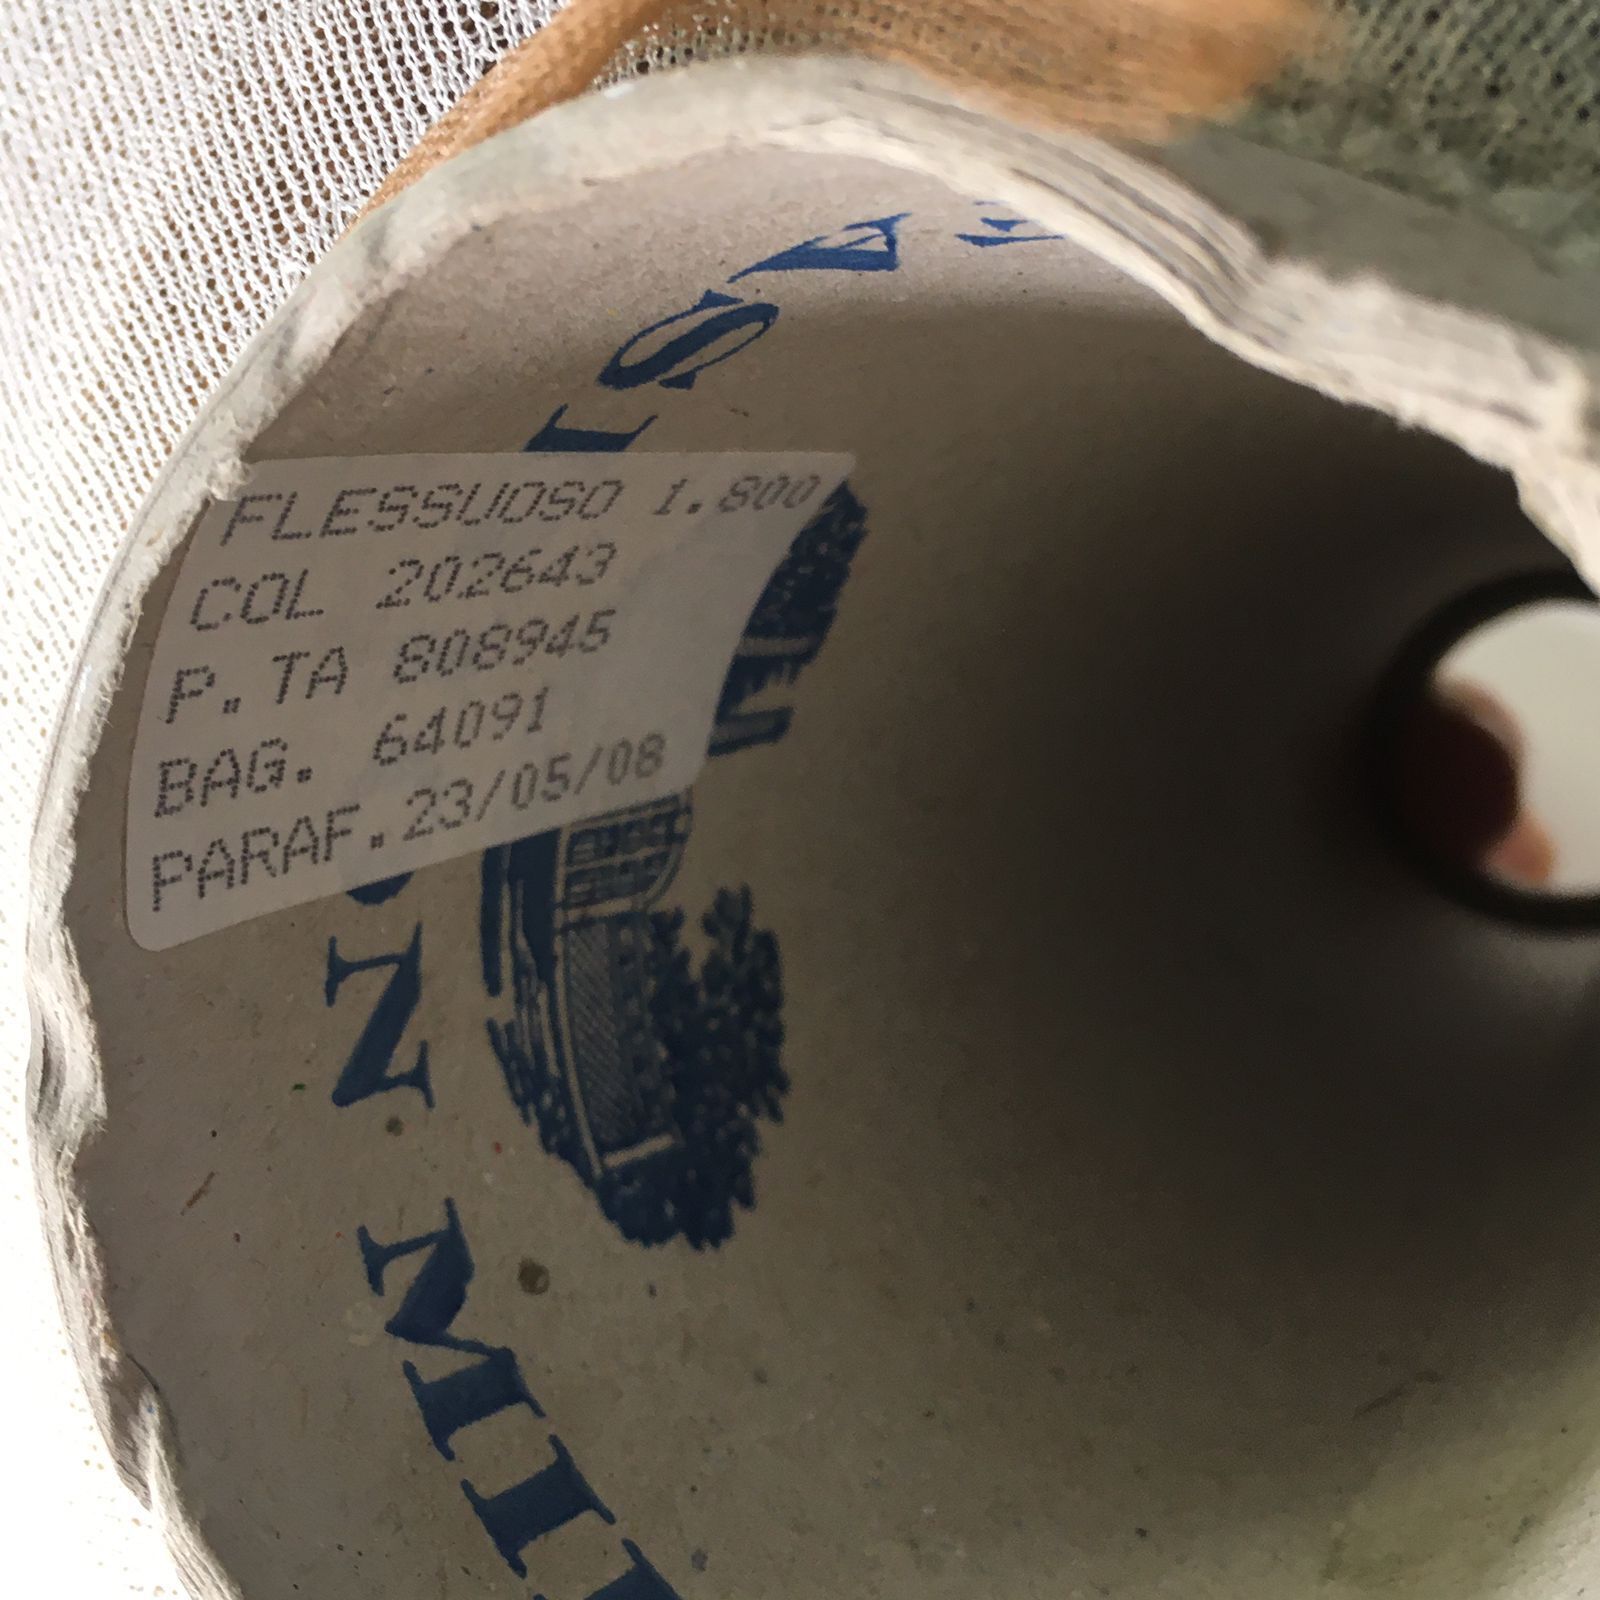 FLESSUOSO 1.800
COL 202643
P.TA 808945
BAG. 64091
PARAF.23/05/08